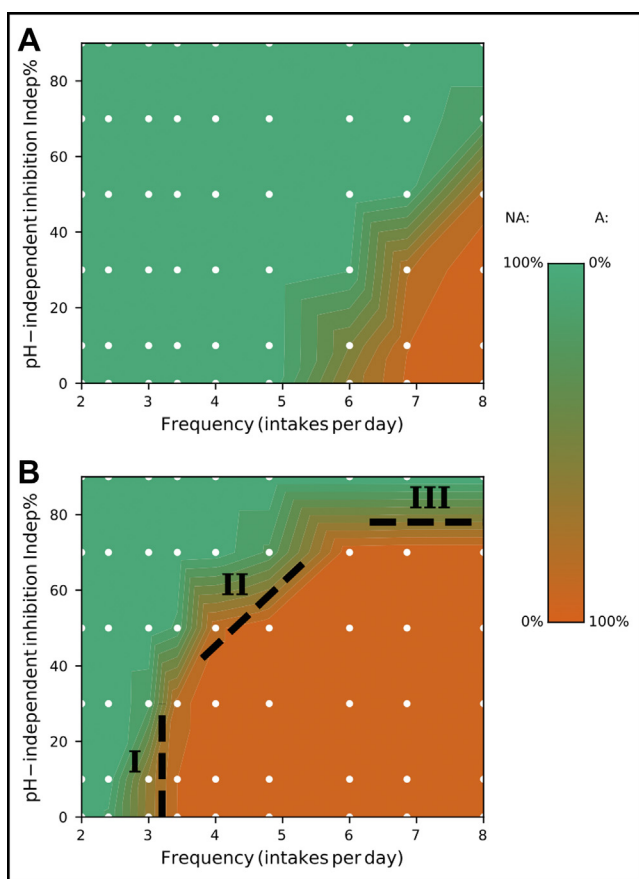 A
pH−independent inhibition Indep%
80
60
40
20
0
2 3 4 5 6 7 8
Frequency (intakes per day)
NA: A:
100% 0%
0% 100%
B
pH−independent inhibition Indep%
80
60
40
20
0
III
II
I
2 3 4 5 6 7 8
Frequency (intakes per day)